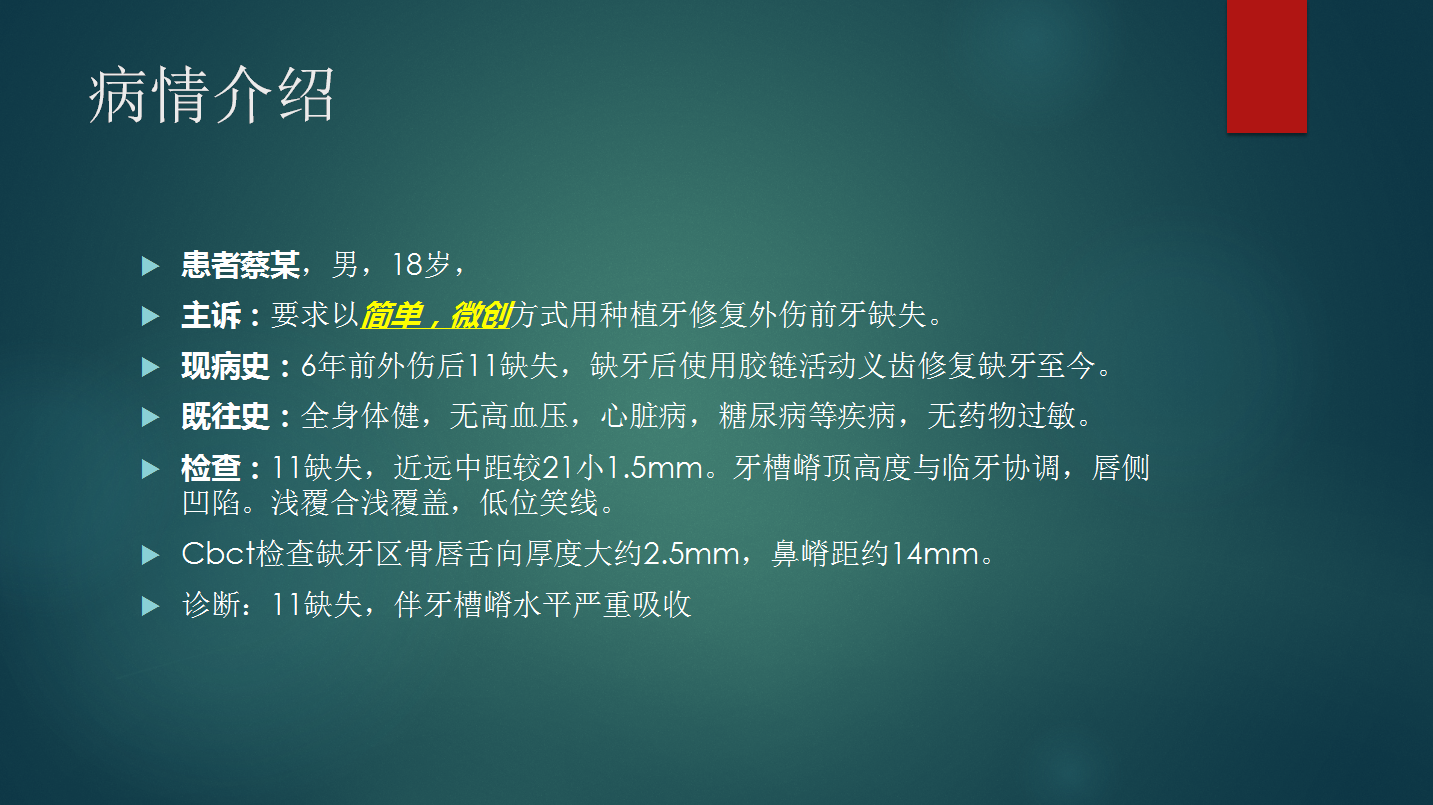 病情介绍
患者蔡某，男，18岁，
主诉：要求以简单，微创方式用种植牙修复外伤前牙缺失。
现病史：6年前外伤后11缺失，缺牙后使用胶链活动义齿修复缺牙至今。
既往史：全身体健，无高血压，心脏病，糖尿病等疾病，无药物过敏。
检查：11缺失，近远中距较21小1.5mm。牙槽嵴顶高度与临牙协调，唇侧
凹陷。浅覆合浅覆盖，低位笑线。
Cbct检查缺牙区骨唇舌向厚度大约2.5mm，鼻嵴距约14mm。
诊断：11缺失，伴牙槽嵴水平严重吸收